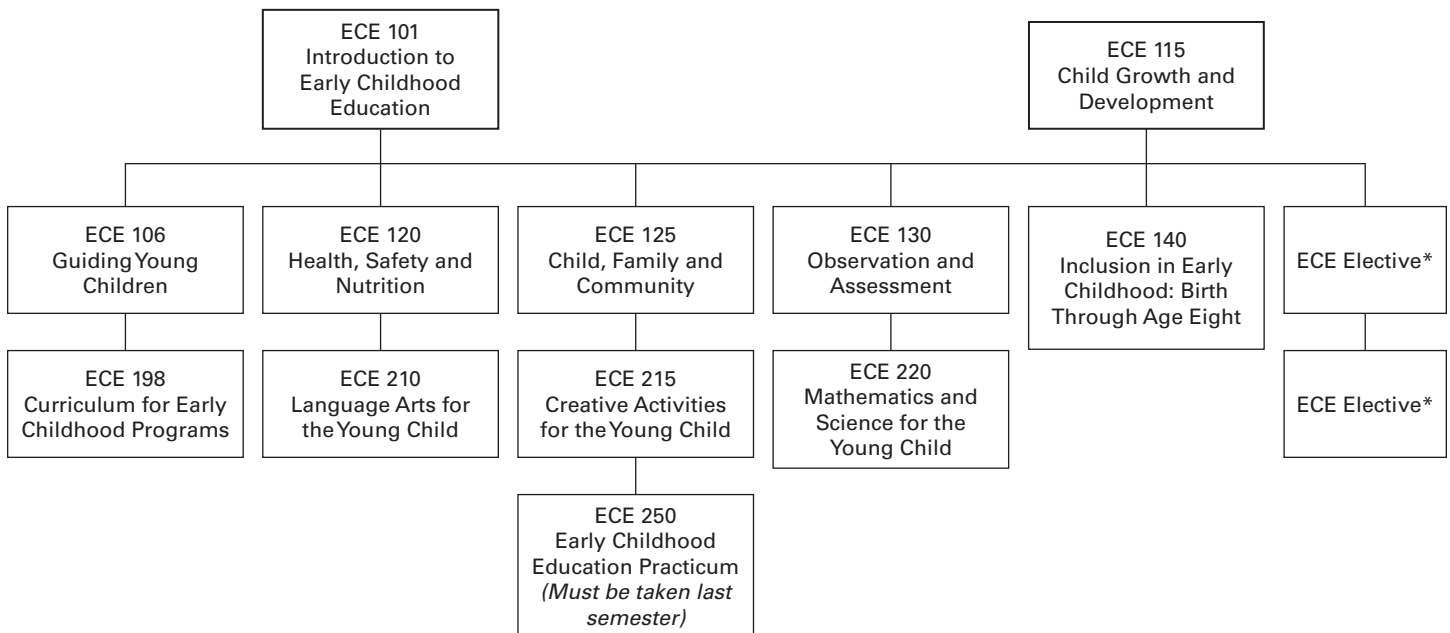 ECE 101
Introduction to
Early Childhood
Education
ECE 115
Child Growth and
Development
ECE 106
Guiding Young
Children
ECE 120
Health, Safety and
Nutrition
ECE 125
Child, Family and
Community
ECE 130
Observation and
Assessment
ECE 140
Inclusion in Early
Childhood: Birth
Through Age Eight
ECE Elective*
ECE 198
Curriculum for Early
Childhood Programs
ECE 210
Language Arts for
the Young Child
ECE 215
Creative Activities
for the Young Child
ECE 220
Mathematics and
Science for the
Young Child
ECE Elective*
ECE 250
Early Childhood
Education Practicum
(Must be taken last
semester)